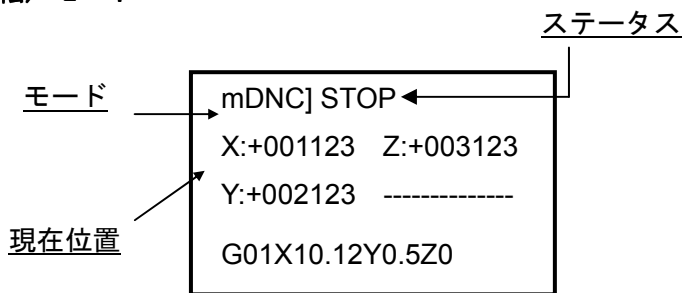 ステータス
モード
mDNC] STOP
X:+001123 Z:+003123
Y:+002123 --------------
現在位置
G01X10.12Y0.5Z0